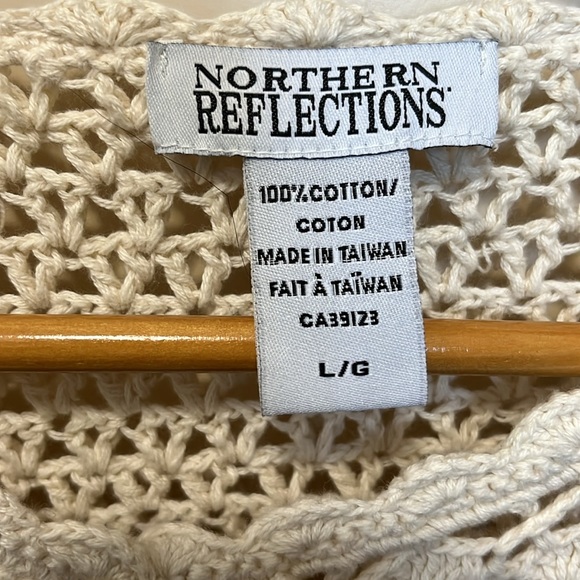 NORTHERN
REFLECTIONS
100%COTTON/
COTON
MADE IN TAIWAN
FAIT À TAÏWAN
CA39123
L/G